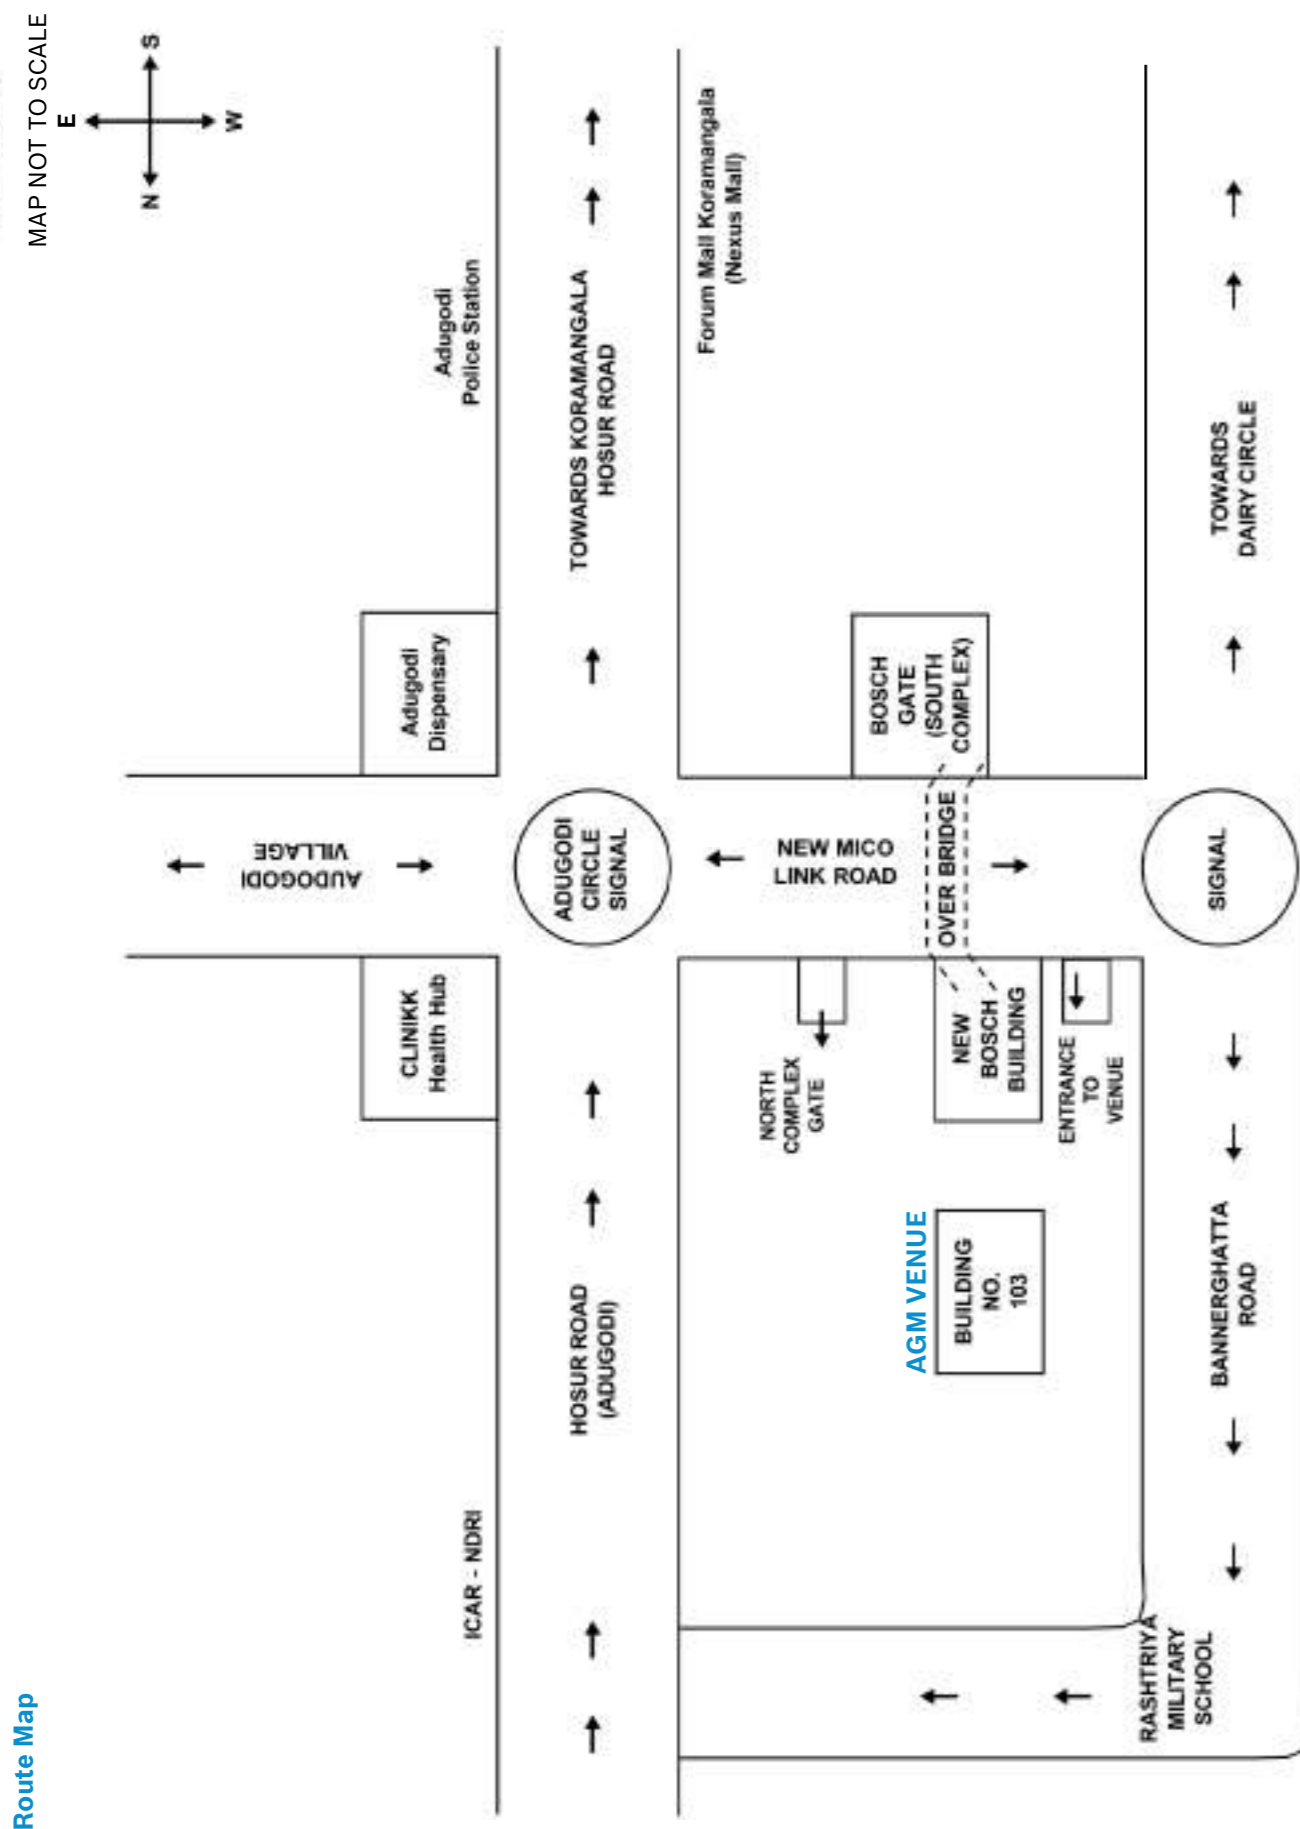 Route Map
MAP NOT TO SCALE
E
N
S
W
AUDOGODI
VILLAGE
CLINIKK
Health Hub
Adugodi
Dispensary
Adugodi
Police Station
ICAR - NDRI
HOSUR ROAD
(ADUGODI)
ADUGODI
CIRCLE
SIGNAL
TOWARDS KORAMANGALA
HOSUR ROAD
Forum Mall Koramangala
(Nexus Mall)
NEW MICO
LINK ROAD
NORTH
COMPLEX
GATE
BOSCH
GATE
(SOUTH
COMPLEX)
OVER BRIDGE
AGM VENUE
BUILDING
NO.
103
NEW
BOSCH
BUILDING
ENTRANCE
TO
VENUE
RASHTRIYA
MILITARY
SCHOOL
BANNERGHATTA
ROAD
SIGNAL
TOWARDS
DAIRY CIRCLE